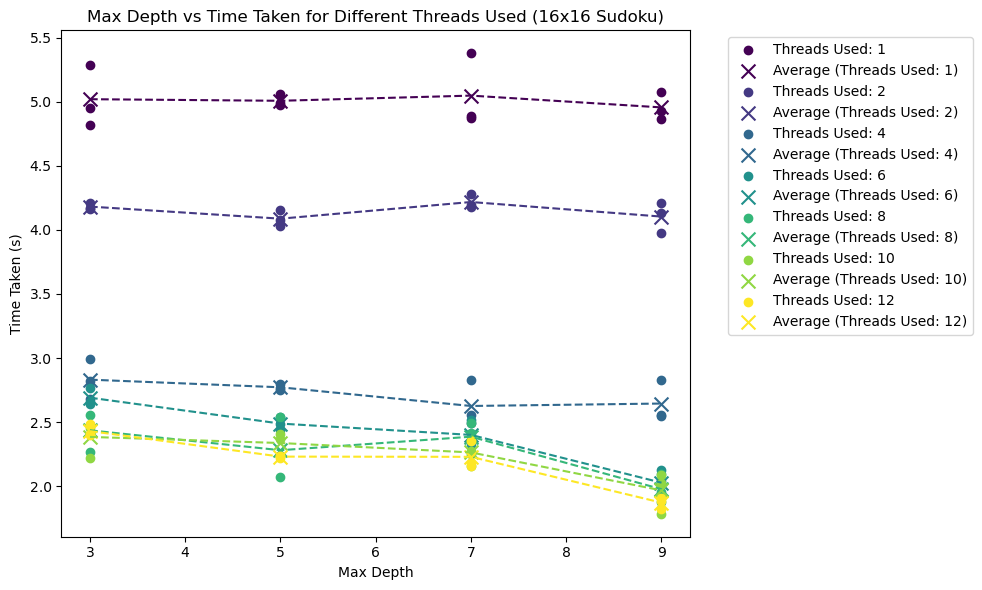 Max Depth vs Time Taken for Different Threads Used (16x16 Sudoku)
5.5
5.0
4.5
4.0
3.5
3.0
2.5
2.0
Time Taken (s)
3
4
5
6
7
8
9
Max Depth
Threads Used: 1
Average (Threads Used: 1)
Threads Used: 2
Average (Threads Used: 2)
Threads Used: 4
Average (Threads Used: 4)
Threads Used: 6
Average (Threads Used: 6)
Threads Used: 8
Average (Threads Used: 8)
Threads Used: 10
Average (Threads Used: 10)
Threads Used: 12
Average (Threads Used: 12)